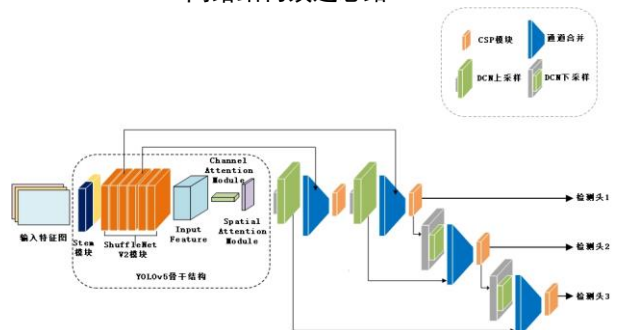 CSP模块
通道合并
DCN上采样
DCN下采样
Channel
Attention
Module
输入特征图
Stem
模块
ShuffleNet
V2模块
Input
Feature
Spatial
Attention
Module
YOLOv5骨干结构
检测头1
检测头2
检测头3